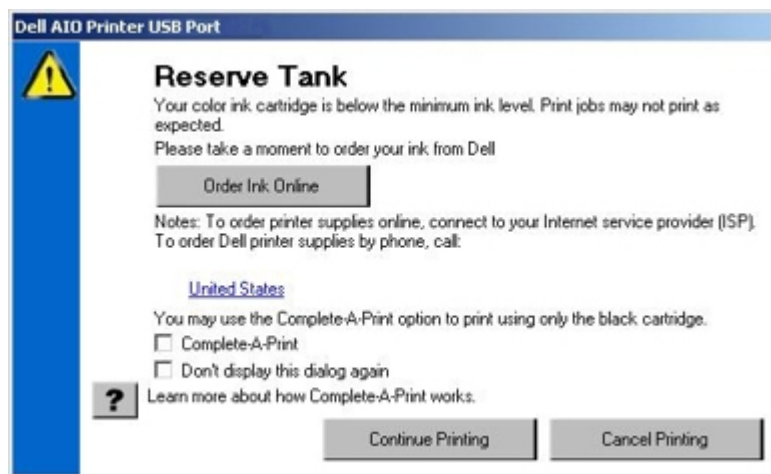 Dell AIO Printer USB Port
Reserve Tank
Your color ink cartridge is below the minimum ink level. Print jobs may not print as
expected.
Please take a moment to order your ink from Dell
Order Ink Online
Notes: To order printer supplies online, connect to your Internet service provider (ISP).
To order Dell printer supplies by phone, call:
United States
You may use the Complete-A-Print option to print using only the black cartridge.
Complete-A-Print
Don't display this dialog again
? Learn more about how Complete-A-Print works.
Continue Printing Cancel Printing